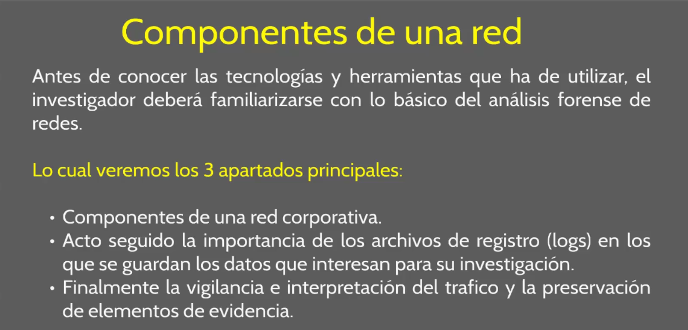 Componentes de una red
Antes de conocer las tecnologías y herramientas que ha de utilizar, el
investigador deberá familiarizarse con lo básico del análisis forense de
redes.
Lo cual veremos los 3 apartados principales:
• Componentes de una red corporativa.
• Acto seguido la importancia de los archivos de registro (logs) en los
que se guardan los datos que interesan para su investigación.
• Finalmente la vigilancia e interpretación del trafico y la preservación
de elementos de evidencia.